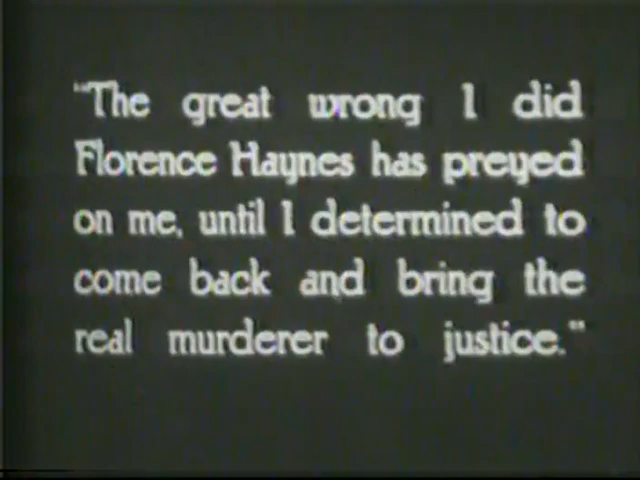 "The great wrong I did
Florence Haynes has preyed
on me, until I determined to
come back and bring the
real murderer to justice."